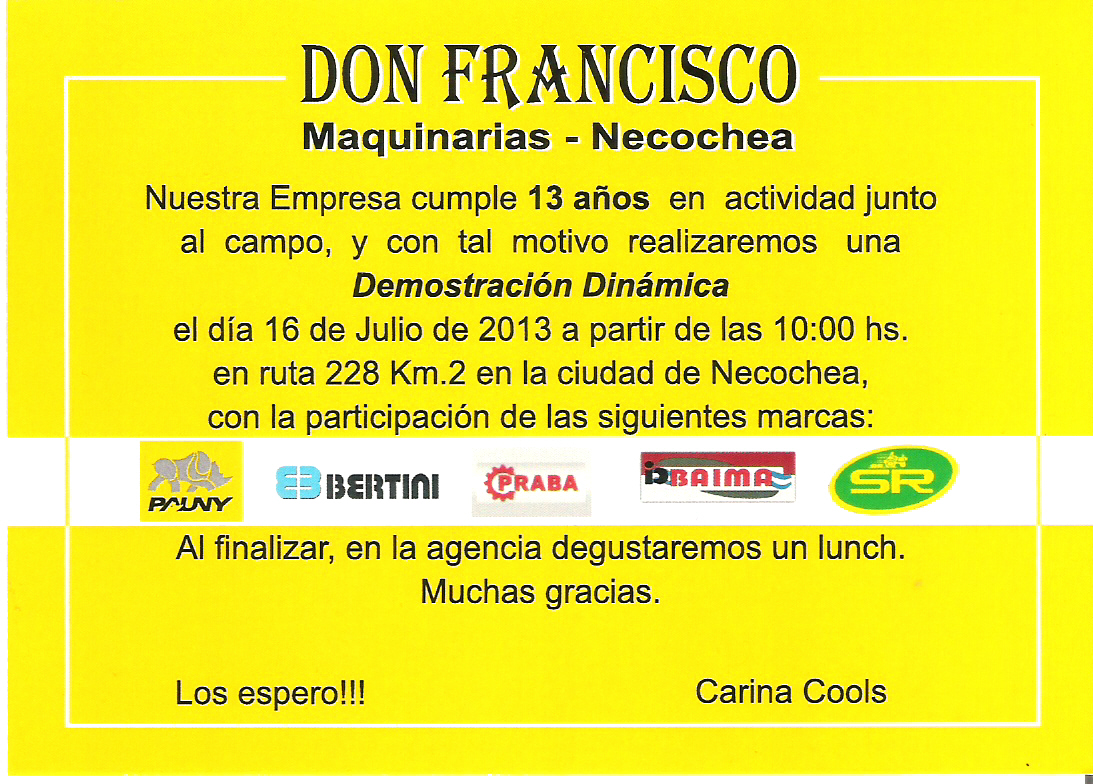 DON FRANCISCO
Maquinarias - Necochea
Nuestra Empresa cumple 13 años en actividad junto
al campo, y con tal motivo realizaremos una
Demostración Dinámica
el día 16 de Julio de 2013 a partir de las 10:00 hs.
en ruta 228 Km.2 en la ciudad de Necochea,
con la participación de las siguientes marcas:
PAUNY BERTINI PRABA BAIMA SR
Al finalizar, en la agencia degustaremos un lunch.
Muchas gracias.
Los espero!!! Carina Cools